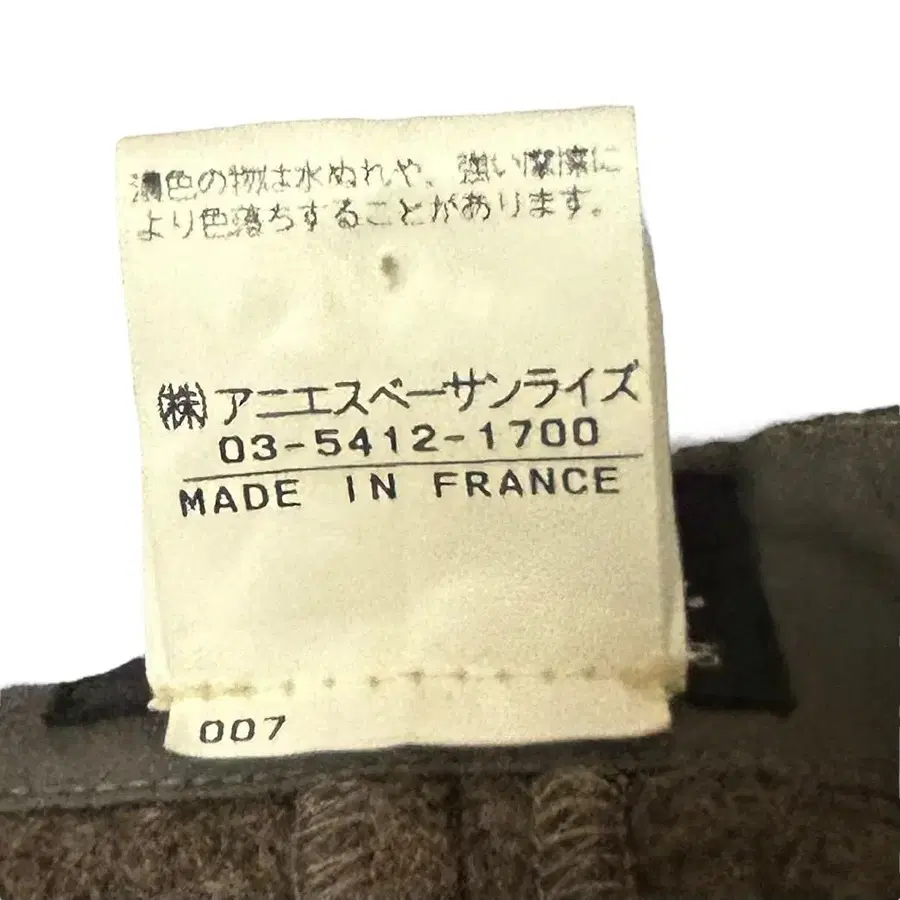 濃色の物は水ぬれや、強い摩擦に
より色落ちすることがあります。
(株)アニエスベーサンライズ
03-5412-1700
MADE IN FRANCE
007